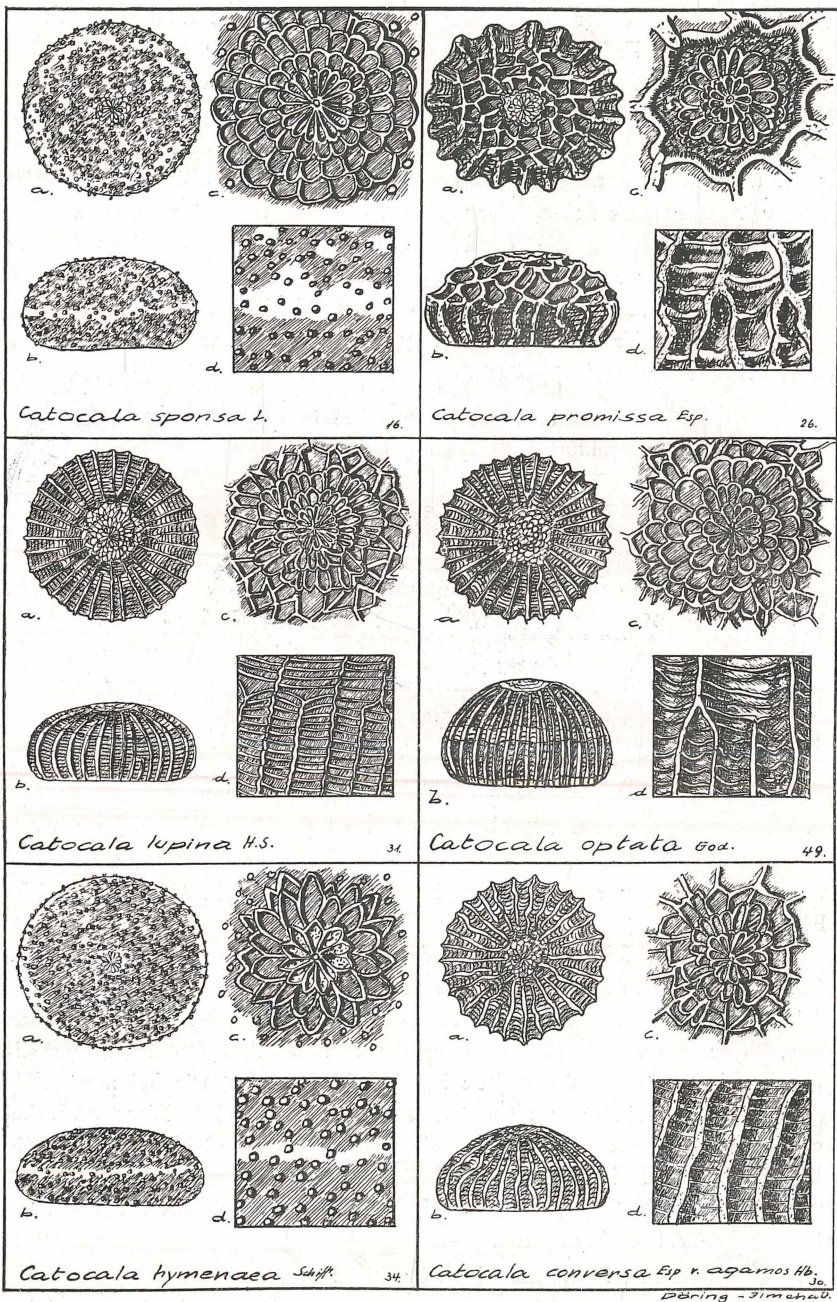 a.
c.
b.
d.
Catocala sponsa L.
16.
a.
c.
b.
d.
Catocala promissa Esp.
26.
a.
c.
b.
d.
Catocala lupina H.S.
31.
a
c.
b.
d
Catocala optata God.
49.
a.
c.
b.
d.
Catocala hymenaea Schiff.
34.
a.
c.
b.
d.
Catocala conversa Esp v. agamos Hb.
30.
Döring -